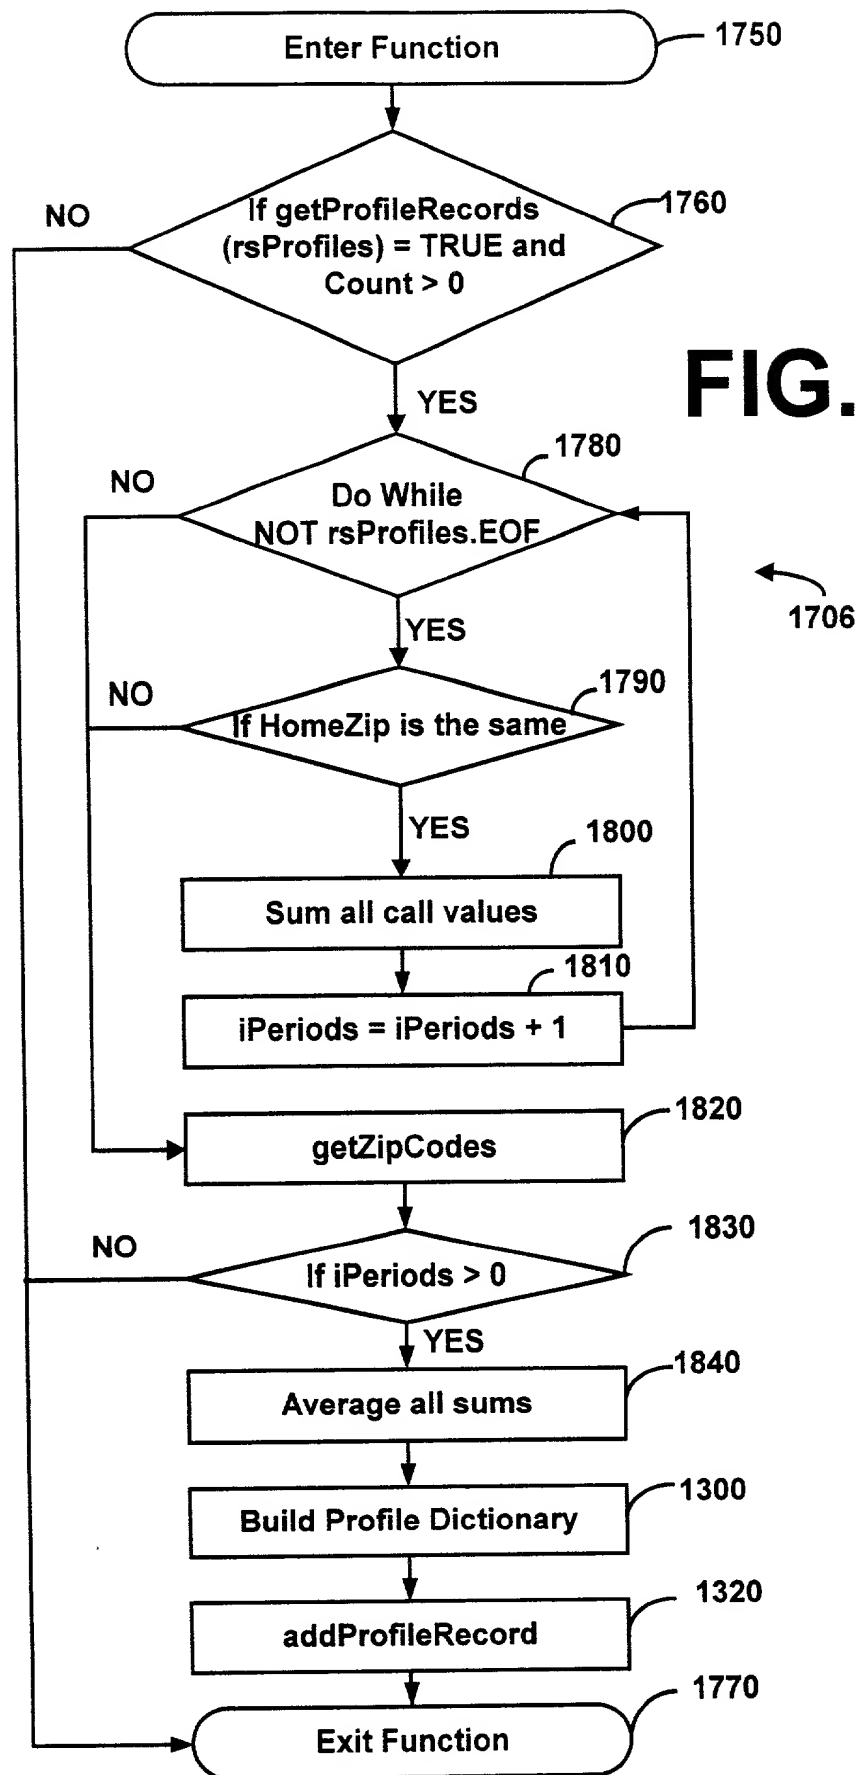 Enter Function
1750
If getProfileRecords
(rsProfiles) = TRUE and
Count > 0
1760
NO
YES
FIG.
Do While
NOT rsProfiles.EOF
1780
NO
1706
YES
If HomeZip is the same
1790
NO
YES
1800
Sum all call values
1810
iPeriods = iPeriods + 1
1820
getZipCodes
1830
If iPeriods > 0
NO
YES
1840
Average all sums
1300
Build Profile Dictionary
1320
addProfileRecord
1770
Exit Function